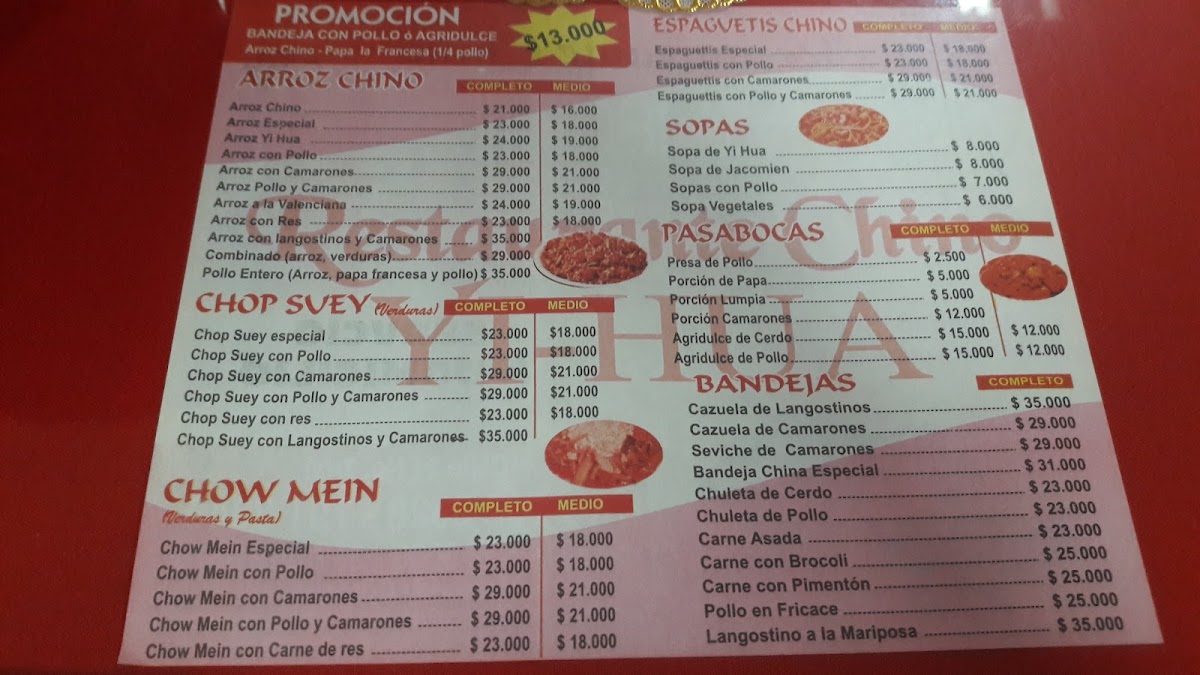 PROMOCIÓN
BANDEJA CON POLLO ó AGRIDULCE
Arroz Chino - Papa la Francesa (1/4 pollo)
$13.000
ARROZ CHINO COMPLETO MEDIO
Arroz Chino $ 21.000 $ 16.000
Arroz Especial $ 23.000 $ 18.000
Arroz Yi Hua $ 24.000 $ 19.000
Arroz con Pollo $ 23.000 $ 18.000
Arroz con Camarones $ 29.000 $ 21.000
Arroz Pollo y Camarones $ 29.000 $ 21.000
Arroz a la Valenciana $ 24.000 $ 19.000
Arroz con Res $ 23.000 $ 18.000
Arroz con langostinos y Camarones $ 35.000
Combinado (arroz, verduras) $ 29.000
Pollo Entero (Arroz, papa francesa y pollo) $ 35.000
CHOP SUEY (Verduras) COMPLETO MEDIO
Chop Suey especial $23.000 $18.000
Chop Suey con Pollo $23.000 $18.000
Chop Suey con Camarones $29.000 $21.000
Chop Suey con Pollo y Camarones $29.000 $21.000
Chop Suey con res $23.000 $18.000
Chop Suey con Langostinos y Camarones $35.000
CHOW MEIN
(Verduras y Pasta) COMPLETO MEDIO
Chow Mein Especial $ 23.000 $ 18.000
Chow Mein con Pollo $ 23.000 $ 18.000
Chow Mein con Camarones $ 29.000 $ 21.000
Chow Mein con Pollo y Camarones $ 29.000 $ 21.000
Chow Mein con Carne de res $ 23.000 $ 18.000
ESPAGUETIS CHINO COMPLETO MEDIO
Espaguettis Especial $ 23.000 $ 18.000
Espaguettis con Pollo $ 23.000 $ 18.000
Espaguettis con Camarones $ 29.000 $ 21.000
Espaguettis con Pollo y Camarones $ 29.000 $ 21.000
SOPAS
Sopa de Yi Hua $ 8.000
Sopa de Jacomien $ 8.000
Sopas con Pollo $ 7.000
Sopa Vegetales $ 6.000
PASABOCAS COMPLETO MEDIO
Presa de Pollo $ 2.500
Porción de Papa $ 5.000
Porción Lumpia $ 5.000
Porción Camarones $ 12.000
Agridulce de Cerdo $ 15.000 $ 12.000
Agridulce de Pollo $ 15.000 $ 12.000
BANDEJAS COMPLETO
Cazuela de Langostinos $ 35.000
Cazuela de Camarones $ 29.000
Seviche de Camarones $ 29.000
Bandeja China Especial $ 31.000
Chuleta de Cerdo $ 23.000
Chuleta de Pollo $ 23.000
Carne Asada $ 23.000
Carne con Brocoli $ 25.000
Carne con Pimentón $ 25.000
Pollo en Fricace $ 25.000
Langostino a la Mariposa $ 35.000
Restaurante Chino
YI HUA